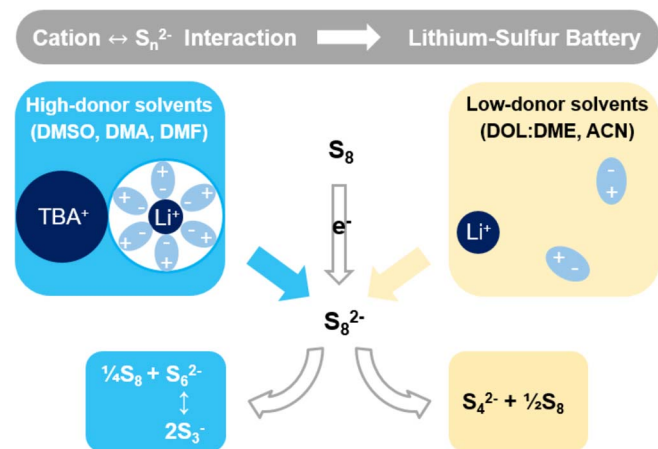 Cation ↔ Sₙ²⁻ Interaction
Lithium-Sulfur Battery
High-donor solvents
(DMSO, DMA, DMF)
TBA⁺
+
-
+
-
+
-
Li⁺
+
-
+
-
+
-
S₈
e⁻
S₈²⁻
Low-donor solvents
(DOL:DME, ACN)
-
+
Li⁺
+
-
¼S₈ + S₆²⁻
↕
2S₃⁻
S₄²⁻ + ½S₈